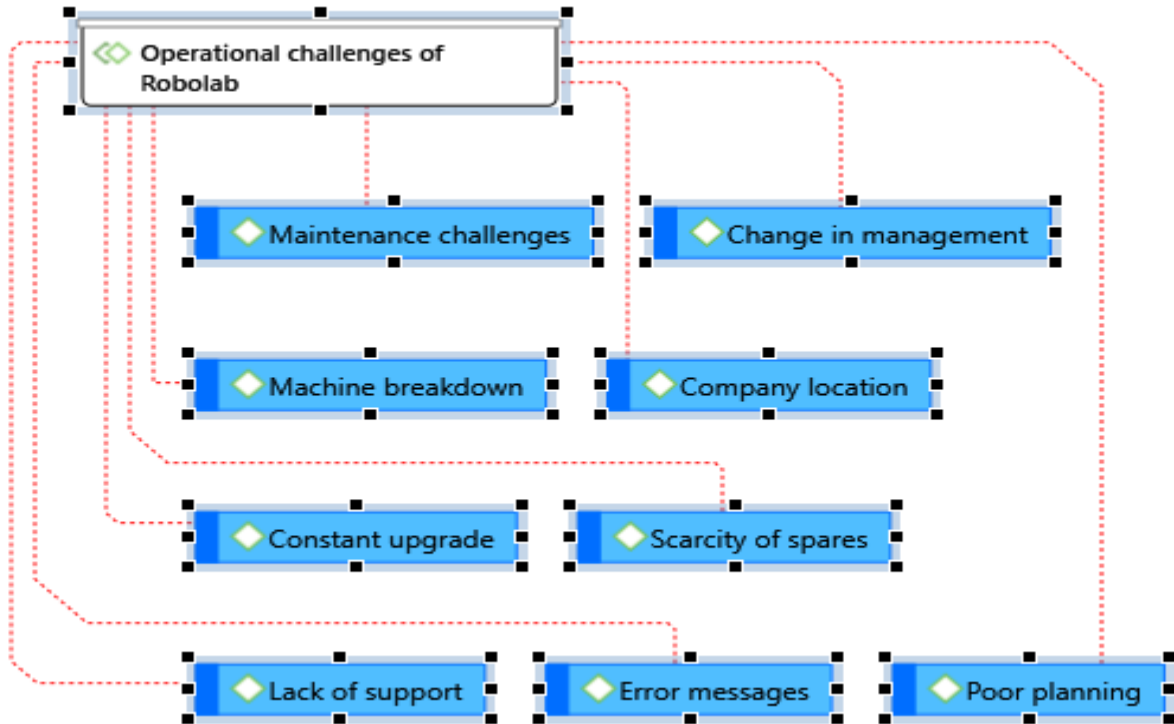 Operational challenges of
Robolab
Maintenance challenges
Change in management
Machine breakdown
Company location
Constant upgrade
Scarcity of spares
Lack of support
Error messages
Poor planning